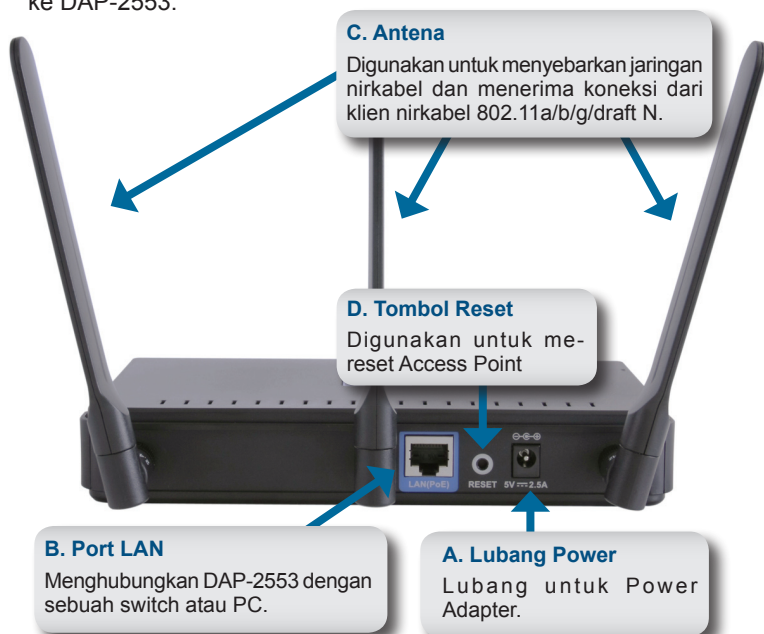 ke DAP-2553.
C. Antena
Digunakan untuk menyebarkan jaringan
nirkabel dan menerima koneksi dari
klien nirkabel 802.11a/b/g/draft N.
D. Tombol Reset
Digunakan untuk me-
reset Access Point
LAN(PoE)
RESET
5V⎓2.5A
B. Port LAN
Menghubungkan DAP-2553 dengan
sebuah switch atau PC.
A. Lubang Power
Lubang untuk Power
Adapter.